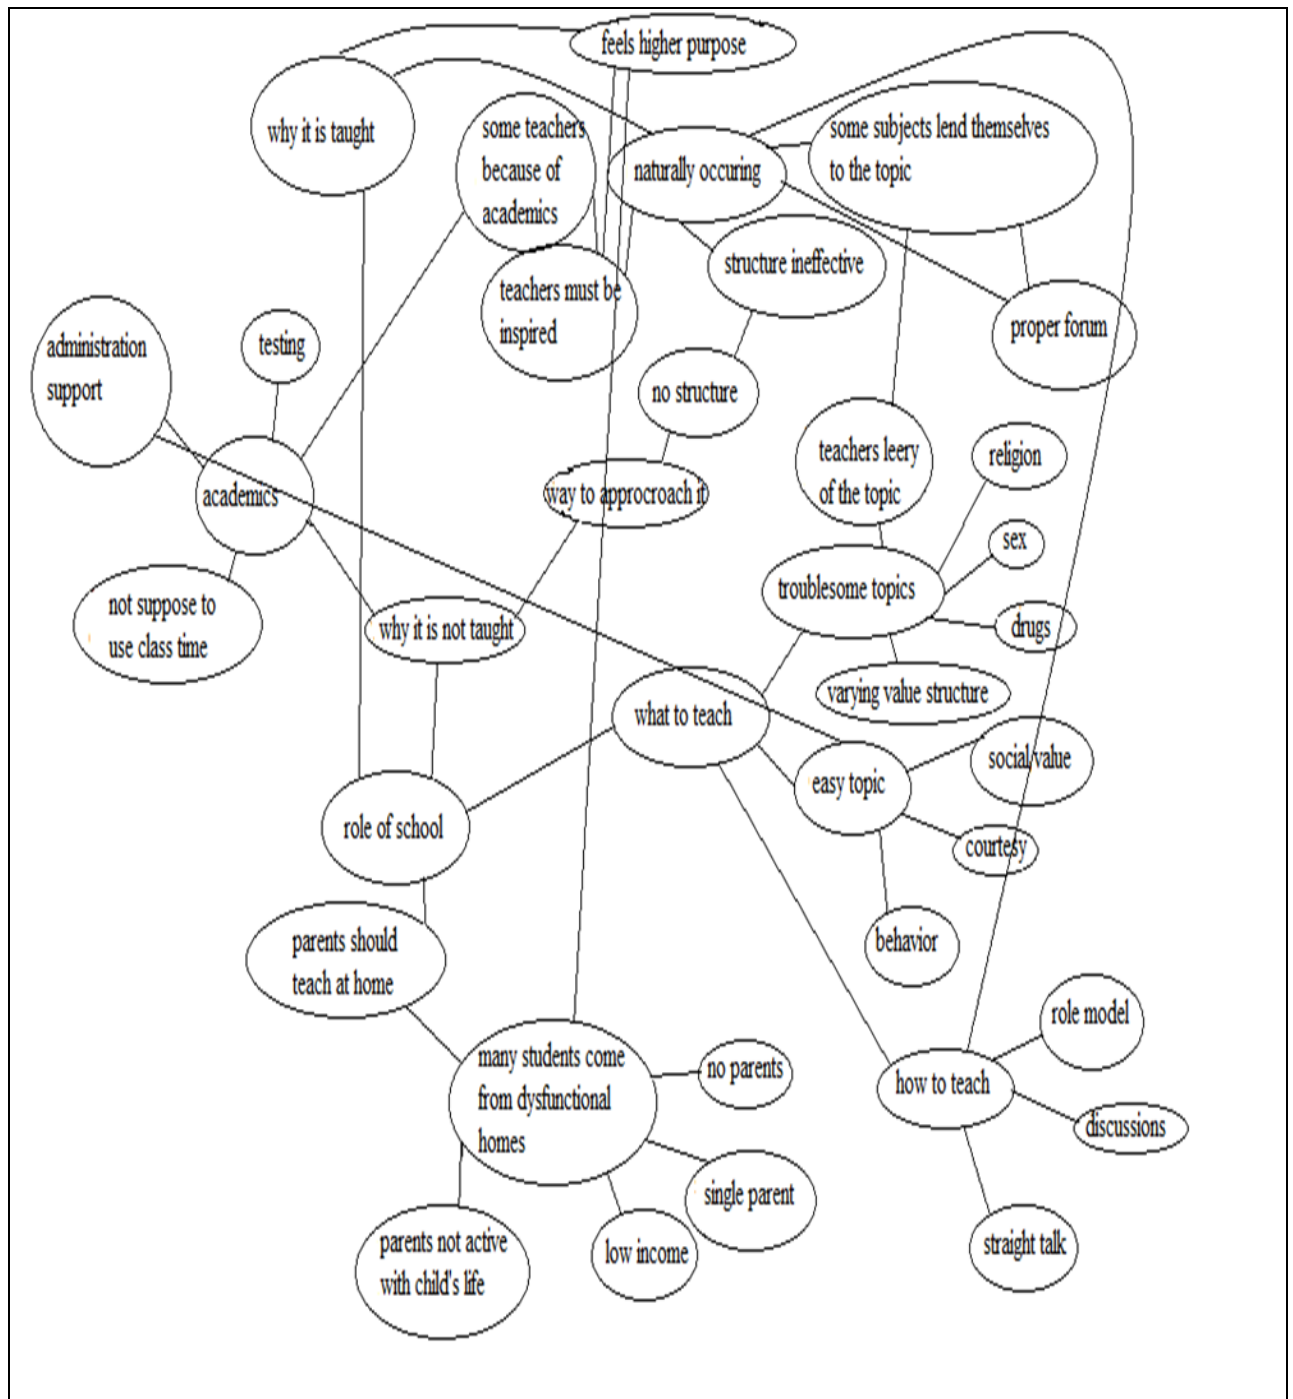 feels higher purpose
why it is taught
some teachers
because of
academics
naturally occuring
some subjects lend themselves
to the topic
structure ineffective
teachers must be
inspired
proper forum
administration
support
testing
no structure
teachers leery
of the topic
religion
academics
way to approcroach it
sex
troublesome topics
not suppose to
use class time
why it is not taught
drugs
varying value structure
what to teach
social value
easy topic
role of school
courtesy
behavior
parents should
teach at home
role model
many students come
from dysfunctional
homes
no parents
how to teach
discussions
single parent
parents not active
with child's life
low income
straight talk